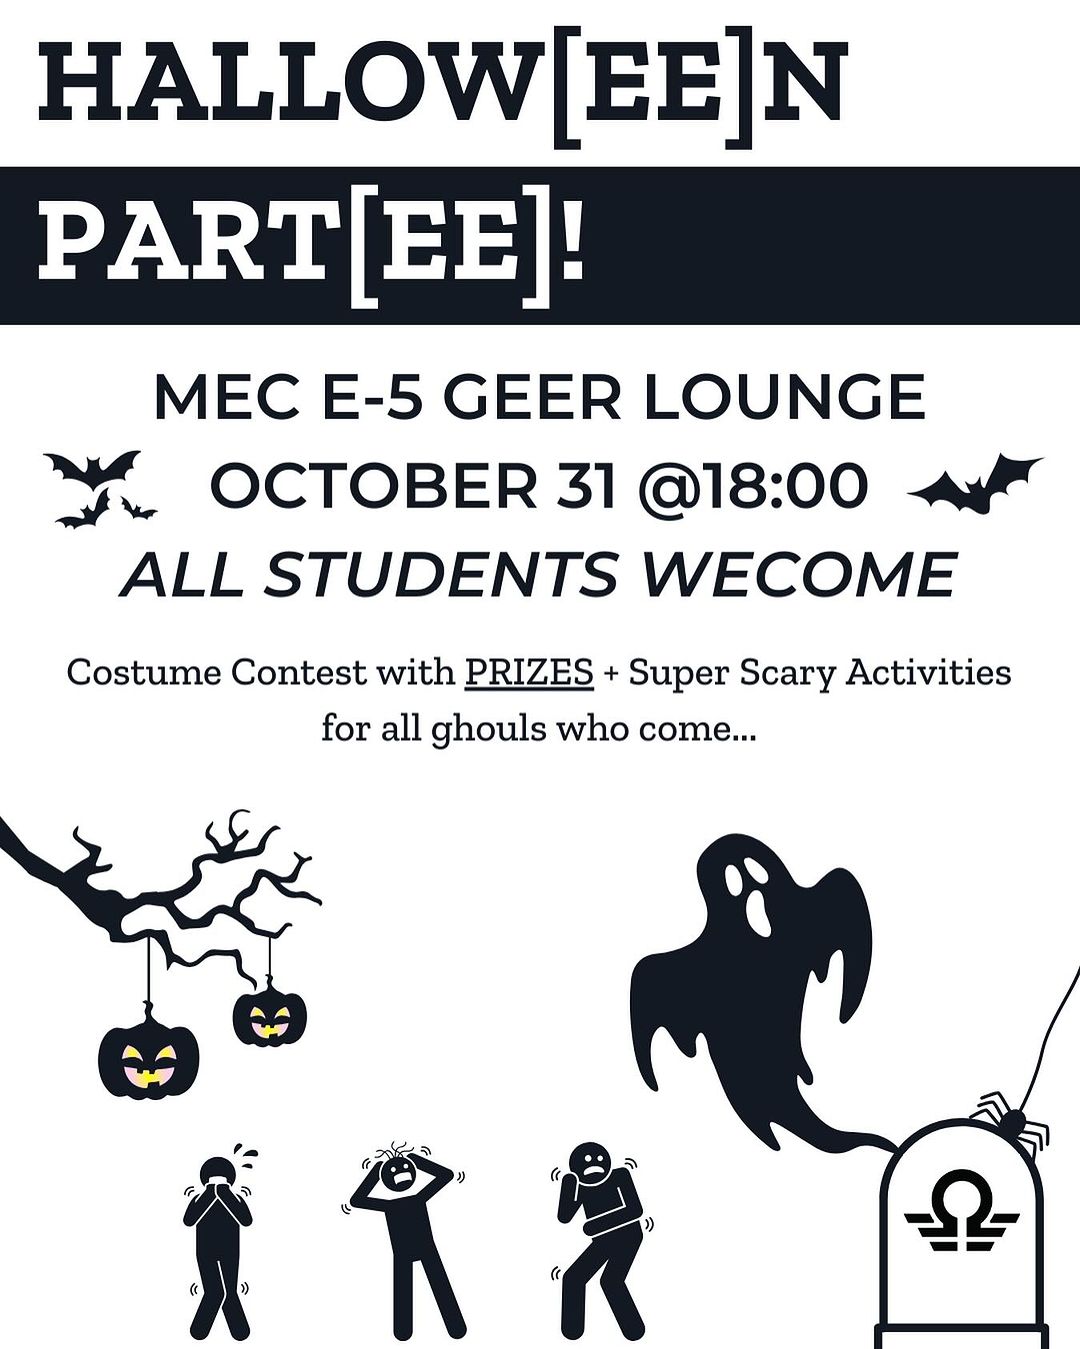 HALLOW[EE]N
PART[EE]!
MEC E-5 GEER LOUNGE
OCTOBER 31 @18:00
ALL STUDENTS WECOME
Costume Contest with PRIZES + Super Scary Activities
for all ghouls who come...